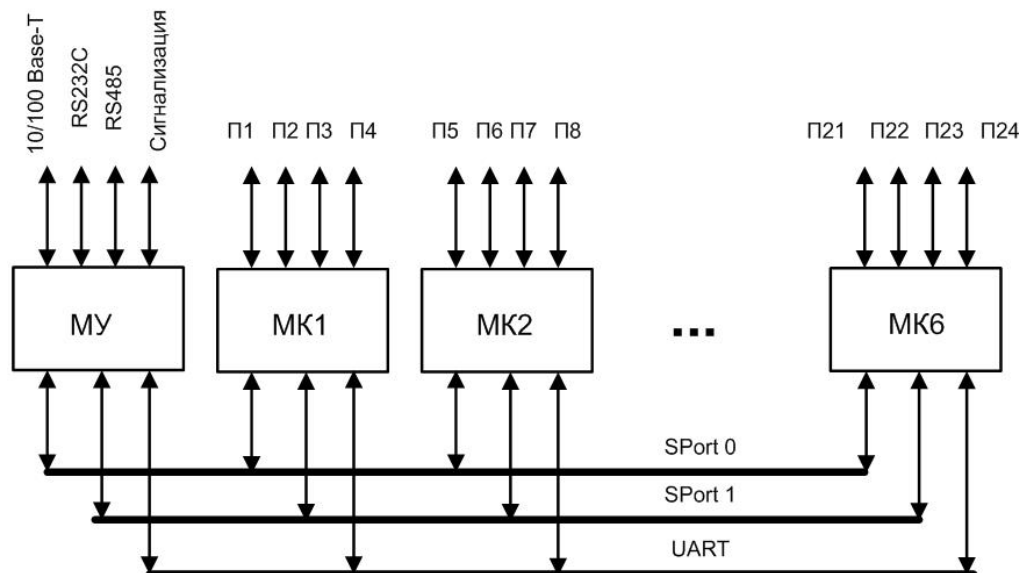 10/100 Base-T
RS232C
RS485
Сигнализация
П1 П2 П3 П4
П5 П6 П7 П8
П21 П22 П23 П24
МУ
МК1
МК2
...
МК6
SPort 0
SPort 1
UART